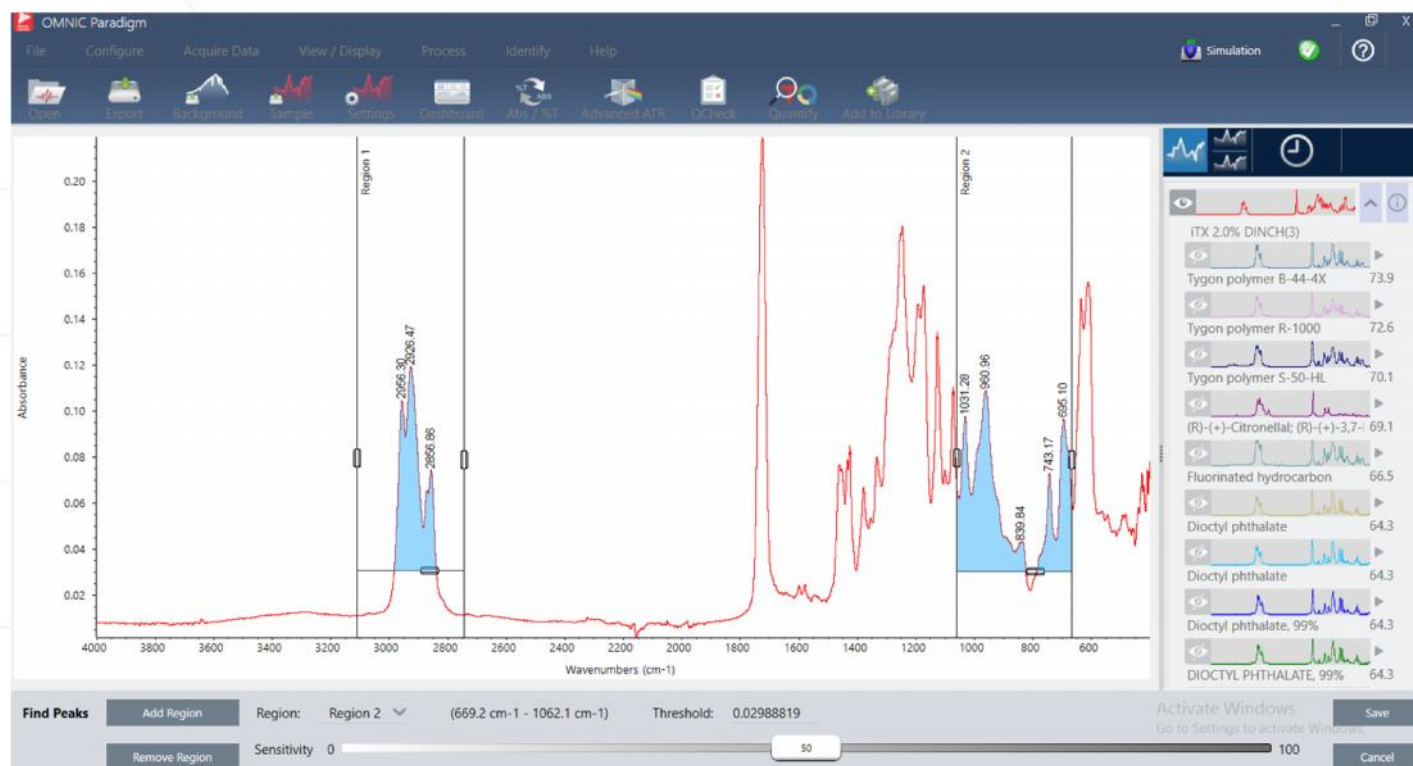 OMNIC Paradigm
X
File Configure Acquire Data View / Display Process Identify Help
Simulation
?
%T ABS
Open Export Background Sample Settings Dashboard Abs / %T Advanced ATR QCheck Quantify Add to Library
Region 1
Region 2
Absorbance
0.20
0.18
0.16
0.14
0.12
0.10
0.08
0.06
0.04
0.02
2956.30
2926.47
2856.86
1031.28
960.96
839.84
743.17
695.10
4000 3800 3600 3400 3200 3000 2800 2600 2400 2200 2000 1800 1600 1400 1200 1000 800 600
Wavenumbers (cm-1)
iTX 2.0% DINCH(3)
Tygon polymer B-44-4X 73.9
Tygon polymer R-1000 72.6
Tygon polymer S-50-HL 70.1
(R)-(+)-Citronellal; (R)-(+)-3,7- 69.1
Fluorinated hydrocarbon 66.5
Dioctyl phthalate 64.3
Dioctyl phthalate 64.3
Dioctyl phthalate, 99% 64.3
DIOCTYL PHTHALATE, 99% 64.3
Find Peaks Add Region Region: Region 2 (669.2 cm-1 - 1062.1 cm-1) Threshold: 0.02988819
Activate Windows
Go to Settings to activate Windows.
Save
Remove Region Sensitivity 0 50 100 Cancel